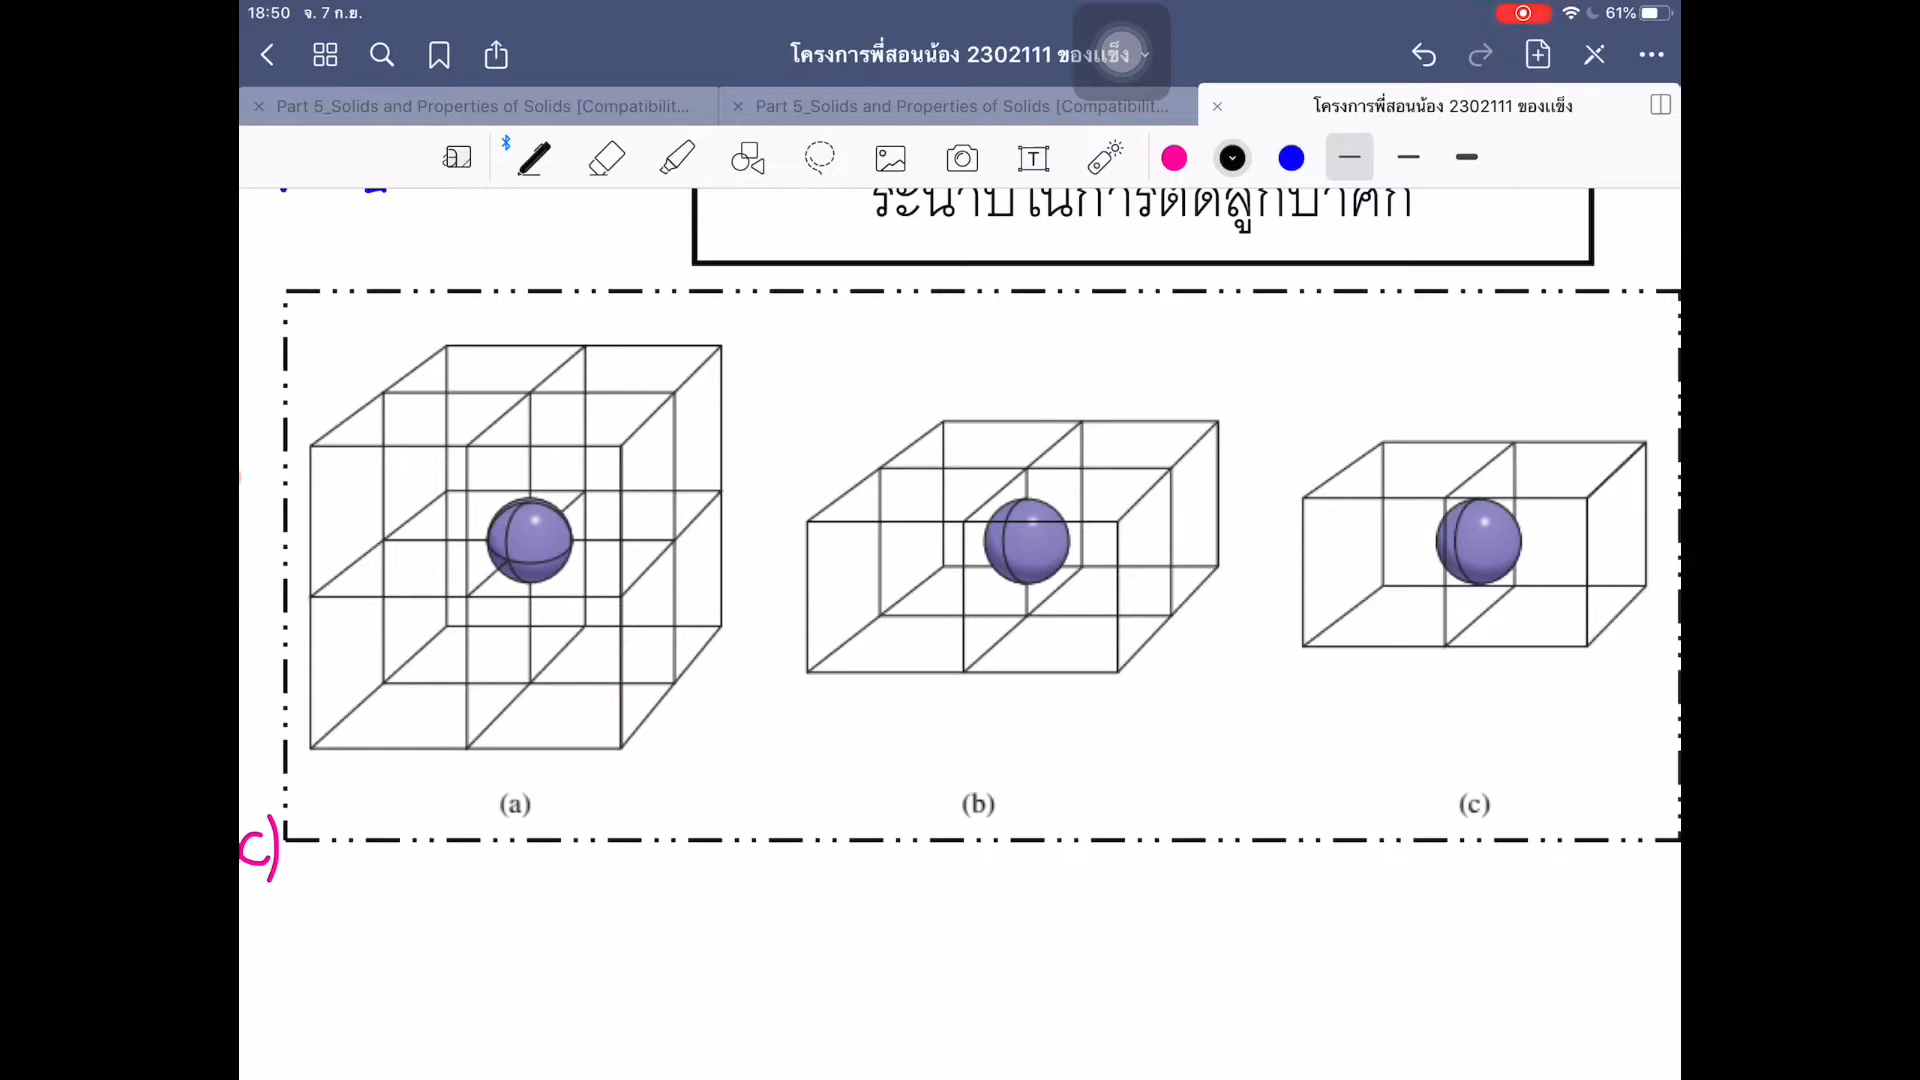 18:50 จ. 7 ก.ย.
61%
โครงการพี่สอนน้อง 2302111 ของแข็ง
Part 5_Solids and Properties of Solids [Compatibilit...
Part 5_Solids and Properties of Solids [Compatibilit...
โครงการพี่สอนน้อง 2302111 ของแข็ง
T
(a)
(b)
(c)
c)